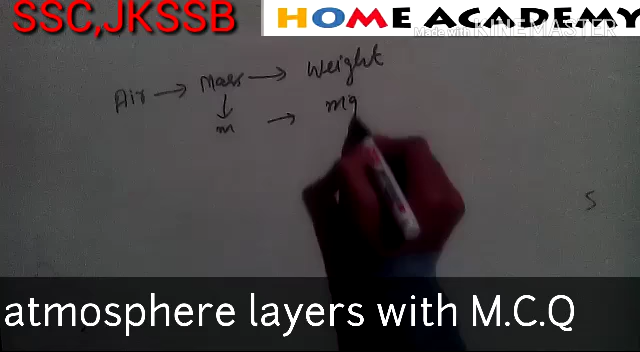 SSC,JKSSB HOME ACADEMY
Made with KINEMASTER
Air → Mass → Weight
↓
m → mg
S
atmosphere layers with M.C.Q